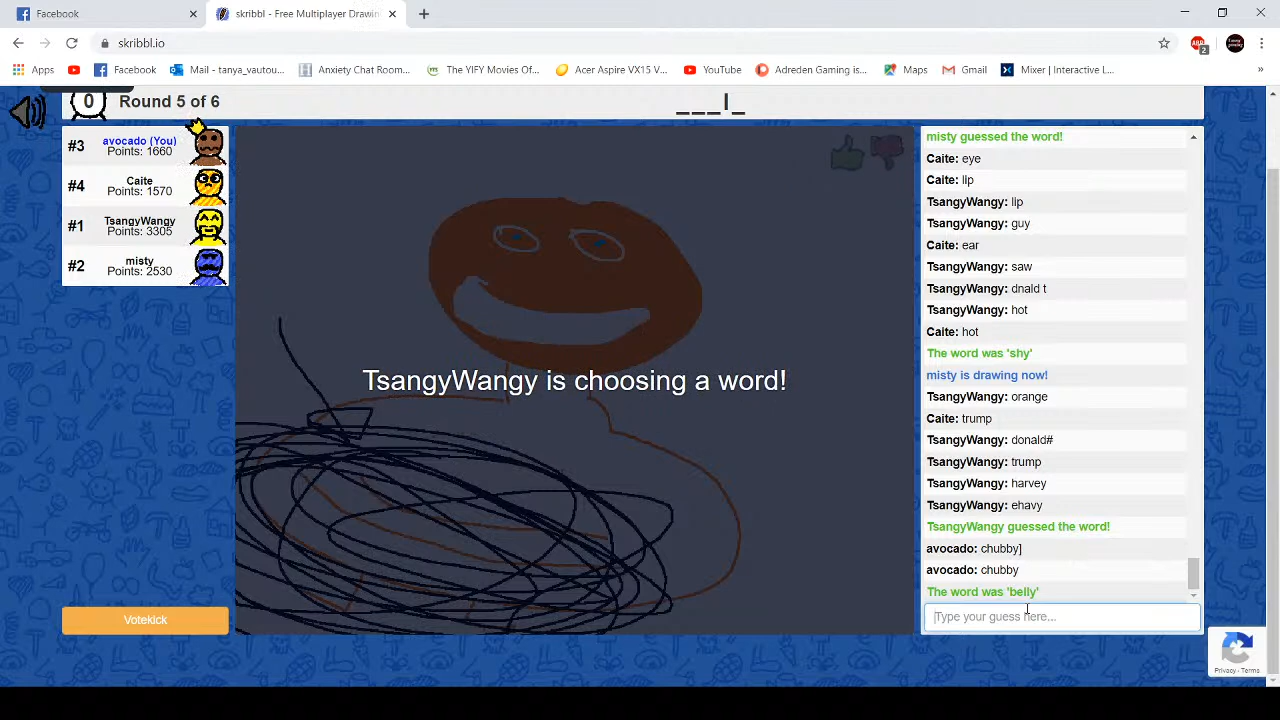 Facebook
skribbl - Free Multiplayer Drawin
skribbl.io
Apps
Facebook
Mail - tanya_vautou...
Anxiety Chat Room...
The YIFY Movies Of...
Acer Aspire VX15 V...
YouTube
Adreden Gaming is...
Maps
Gmail
Mixer | Interactive L...
»
ABP
2
0
Round 5 of 6
_ _ _ l _
#3
avocado (You)
Points: 1660
#4
Caite
Points: 1570
#1
TsangyWangy
Points: 3305
#2
misty
Points: 2530
Votekick
TsangyWangy is choosing a word!
misty guessed the word!
Caite: eye
Caite: lip
TsangyWangy: lip
TsangyWangy: guy
Caite: ear
TsangyWangy: saw
TsangyWangy: dnald t
TsangyWangy: hot
Caite: hot
The word was 'shy'
misty is drawing now!
TsangyWangy: orange
Caite: trump
TsangyWangy: donald#
TsangyWangy: trump
TsangyWangy: harvey
TsangyWangy: ehavy
TsangyWangy guessed the word!
avocado: chubby]
avocado: chubby
The word was 'belly'
Type your guess here...
Privacy - Terms